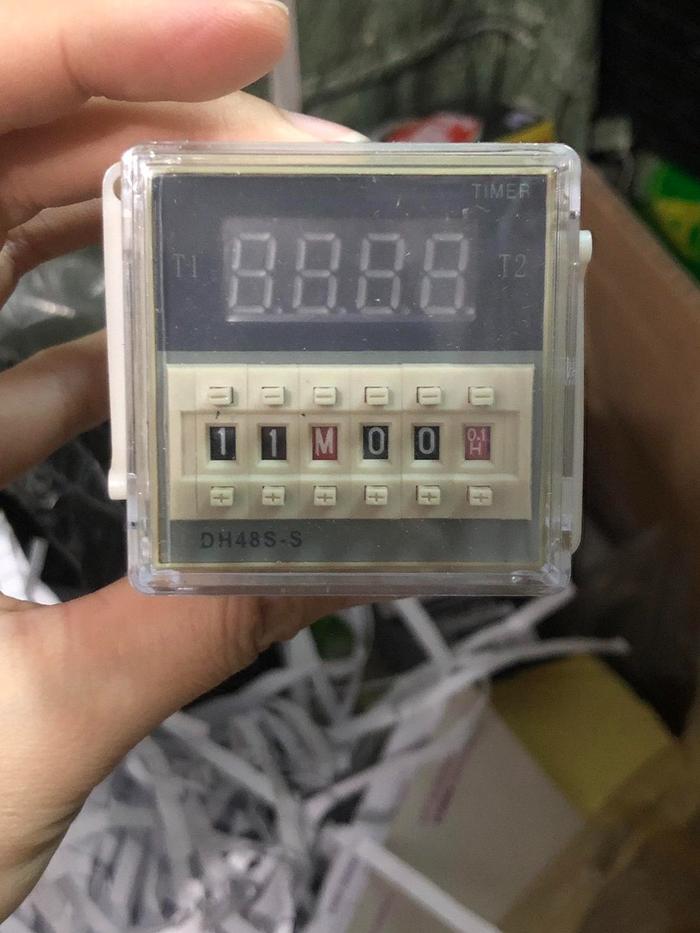 TIMER
T1 8.8.8.8. T2
- - - - - -
1 1 M 0 0 0.1H
+ + + + + +
DH48S-S